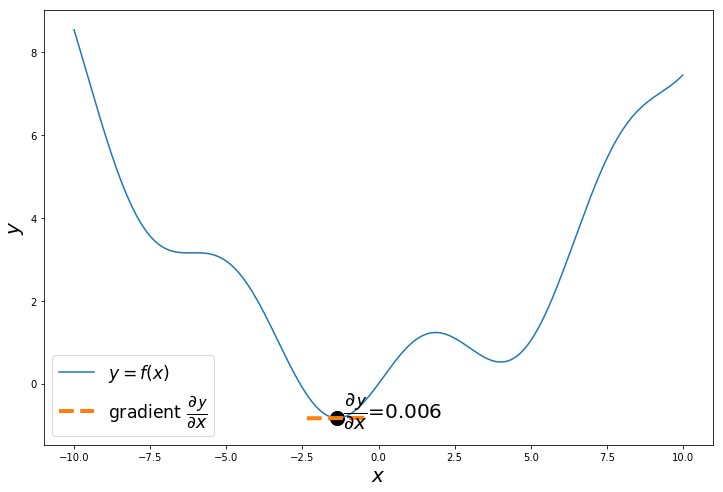 8
6
4
2
0
y
y = f(x)
gradient ∂y/∂x
∂y/∂x=0.006
−10.0 −7.5 −5.0 −2.5 0.0 2.5 5.0 7.5 10.0
x